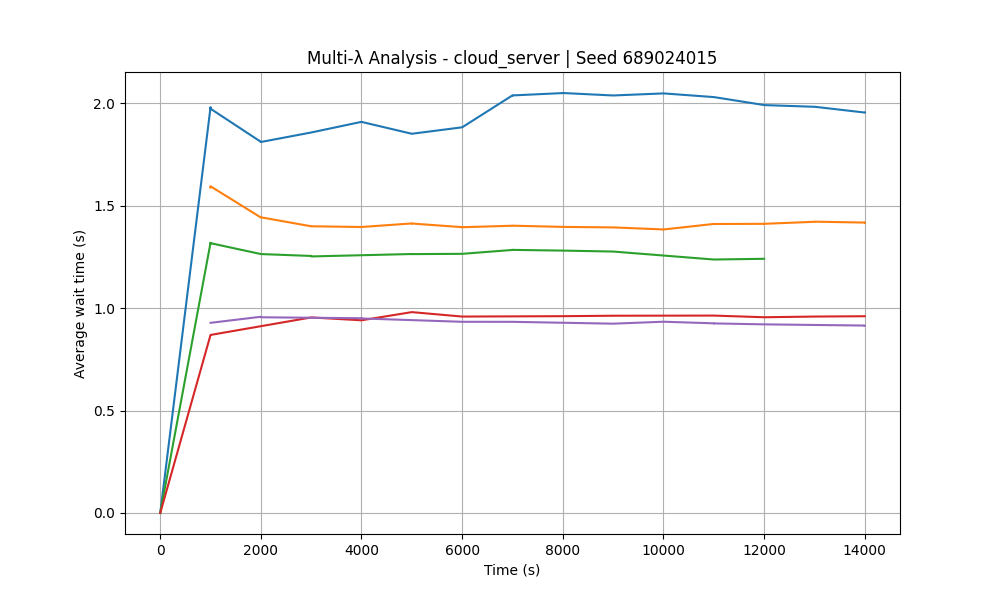 Multi-λ Analysis - cloud_server | Seed 689024015
Average wait time (s)
2.0
1.5
1.0
0.5
0.0
0 2000 4000 6000 8000 10000 12000 14000
Time (s)